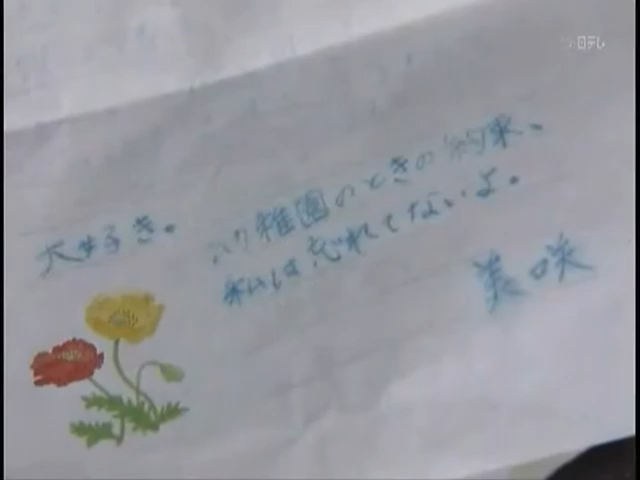 日テレ
幼稚園のときの約束、
私は忘れてないよ。
大好き。
美咲